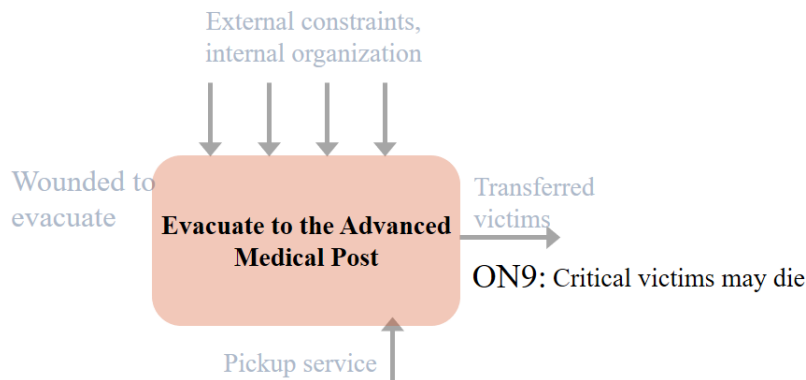 External constraints,
internal organization
Wounded to
evacuate
Evacuate to the Advanced
Medical Post
Transferred
victims
ON9: Critical victims may die
Pickup service